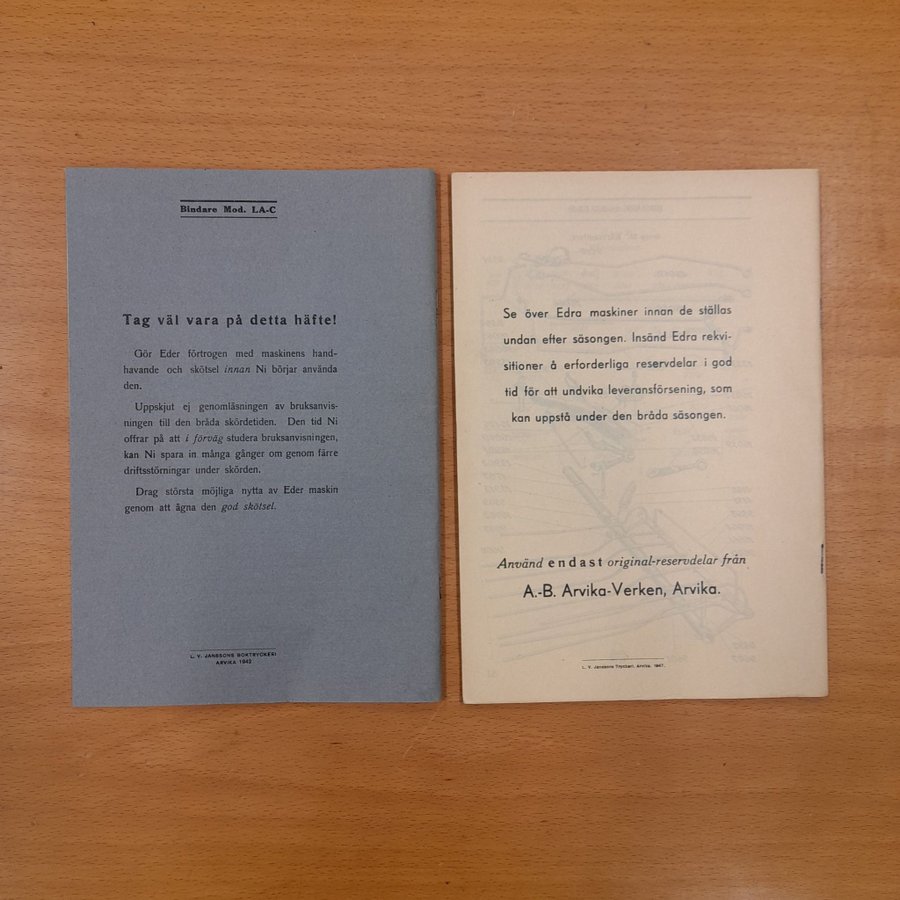 Bindare Mod. LA-C
Tag väl vara på detta häfte!
Gör Eder förtrogen med maskinens hand-
havande och skötsel innan Ni börjar använda
den.
Uppskjut ej genomläsningen av bruksanvis-
ningen till den bråda skördetiden. Den tid Ni
offrar på att i förväg studera bruksanvisningen,
kan Ni spara in många gånger om genom färre
driftsstörningar under skörden.
Drag största möjliga nytta av Eder maskin
genom att ägna den god skötsel.
L. V. JANSSONS BOKTRYCKERI
ARVIKA 1942
Se över Edra maskiner innan de ställas
undan efter säsongen. Insänd Edra rekvi-
sitioner å erforderliga reservdelar i god
tid för att undvika leveransförsening, som
kan uppstå under den bråda säsongen.
Använd endast original-reservdelar från
A.-B. Arvika-Verken, Arvika.
L. V. Janssons Tryckeri, Arvika. 1947.